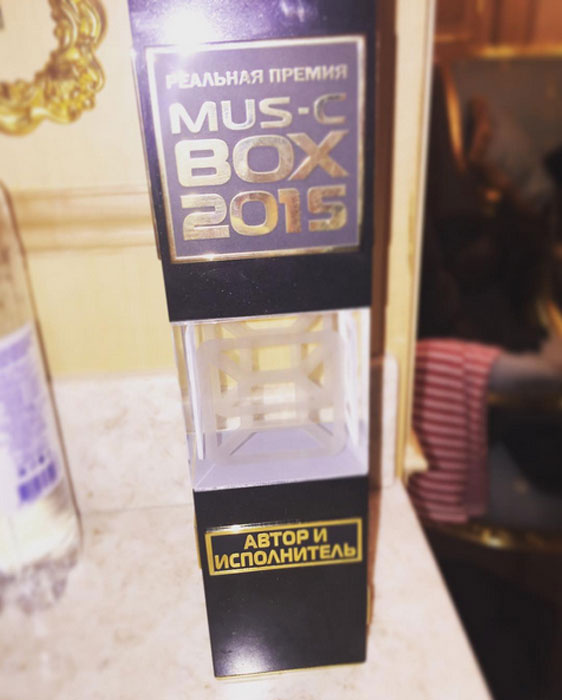 РЕАЛЬНАЯ ПРЕМИЯ
MUS-C
BOX
2015
АВТОР И
ИСПОЛНИТЕЛЬ